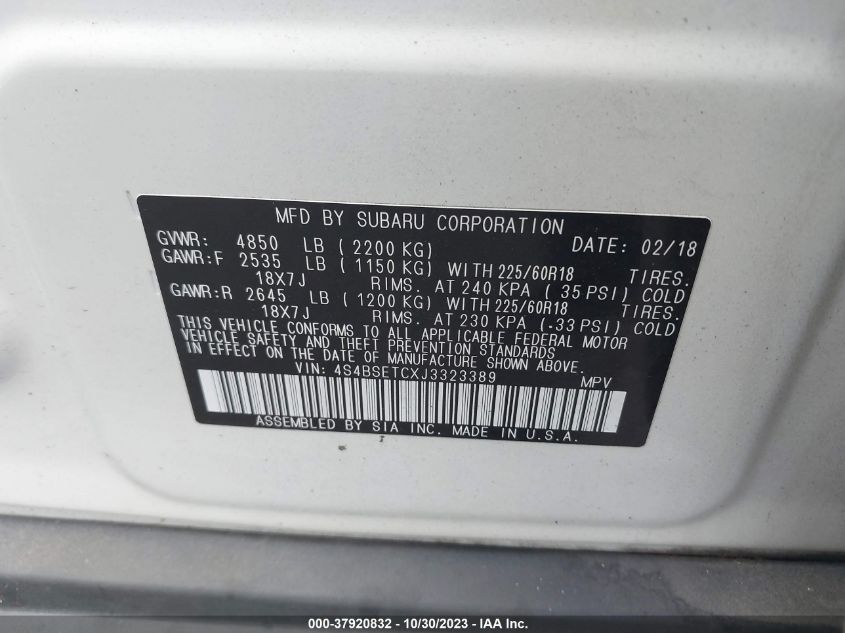 MFD BY SUBARU CORPORATION
GVWR: 4850 LB (2200 KG) DATE: 02/18
GAWR:F 2535 LB (1150 KG) WITH 225/60R18 TIRES.
18X7J RIMS. AT 240 KPA ( 35 PSI) COLD
GAWR:R 2645 LB (1200 KG) WITH 225/60R18 TIRES.
18X7J RIMS. AT 230 KPA ( 33 PSI) COLD
THIS VEHICLE CONFORMS TO ALL APPLICABLE FEDERAL MOTOR
VEHICLE SAFETY AND THEFT PREVENTION STANDARDS
IN EFFECT ON THE DATE OF MANUFACTURE SHOWN ABOVE.
VIN: 4S4BSETCXJ3323389 MPV
ASSEMBLED BY SIA INC. MADE IN U.S.A.
000-37920832 - 10/30/2023 - IAA Inc.